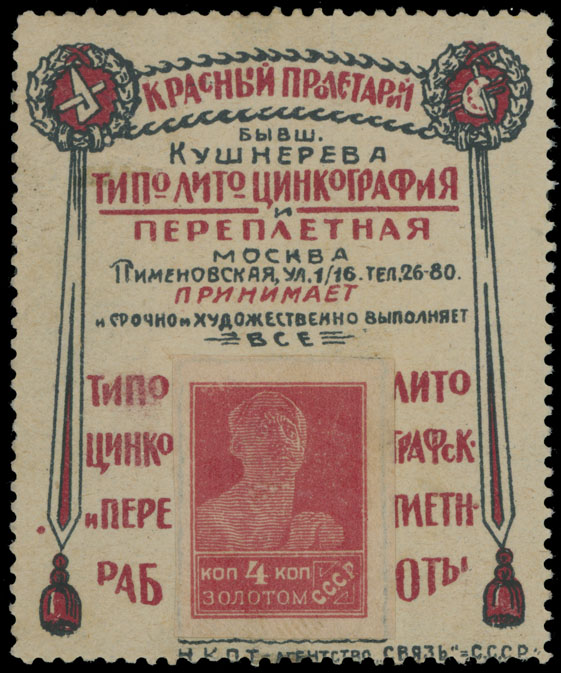 КРАСНЫЙ ПРОЛЕТАРИЙ
БЫВШ.
КУШНЕРЕВА
ТИПО ЛИТО ЦИНКОГРАФИЯ
И
ПЕРЕПЛЕТНАЯ
МОСКВА
ПИМЕНОВСКАЯ, УЛ. 1/16. ТЕЛ, 26-80.
ПРИНИМАЕТ
И СРОЧНО И ХУДОЖЕСТВЕННО ВЫПОЛНЯЕТ
ВСЕ
ТИПО ЛИТО
ЦИНКО ГРАФСК.
И ПЕРЕ ПЛЕТН.
РАБ ОТЫ
КОП 4 КОП
ЗОЛОТОМ СССР
Н.К.П.Т. АГЕНТСТВО „СВЯЗЬ" СССР.